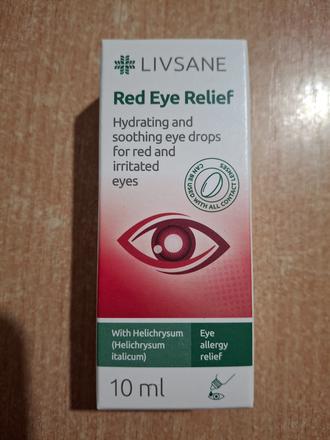 LIVSANE
Red Eye Relief
Hydrating and
soothing eye drops
for red and
irritated
eyes
CAN BE USED WITH ALL CONTACT LENSES
With Helichrysum
(Helichrysum
italicum)
Eye
allergy
relief
10 ml